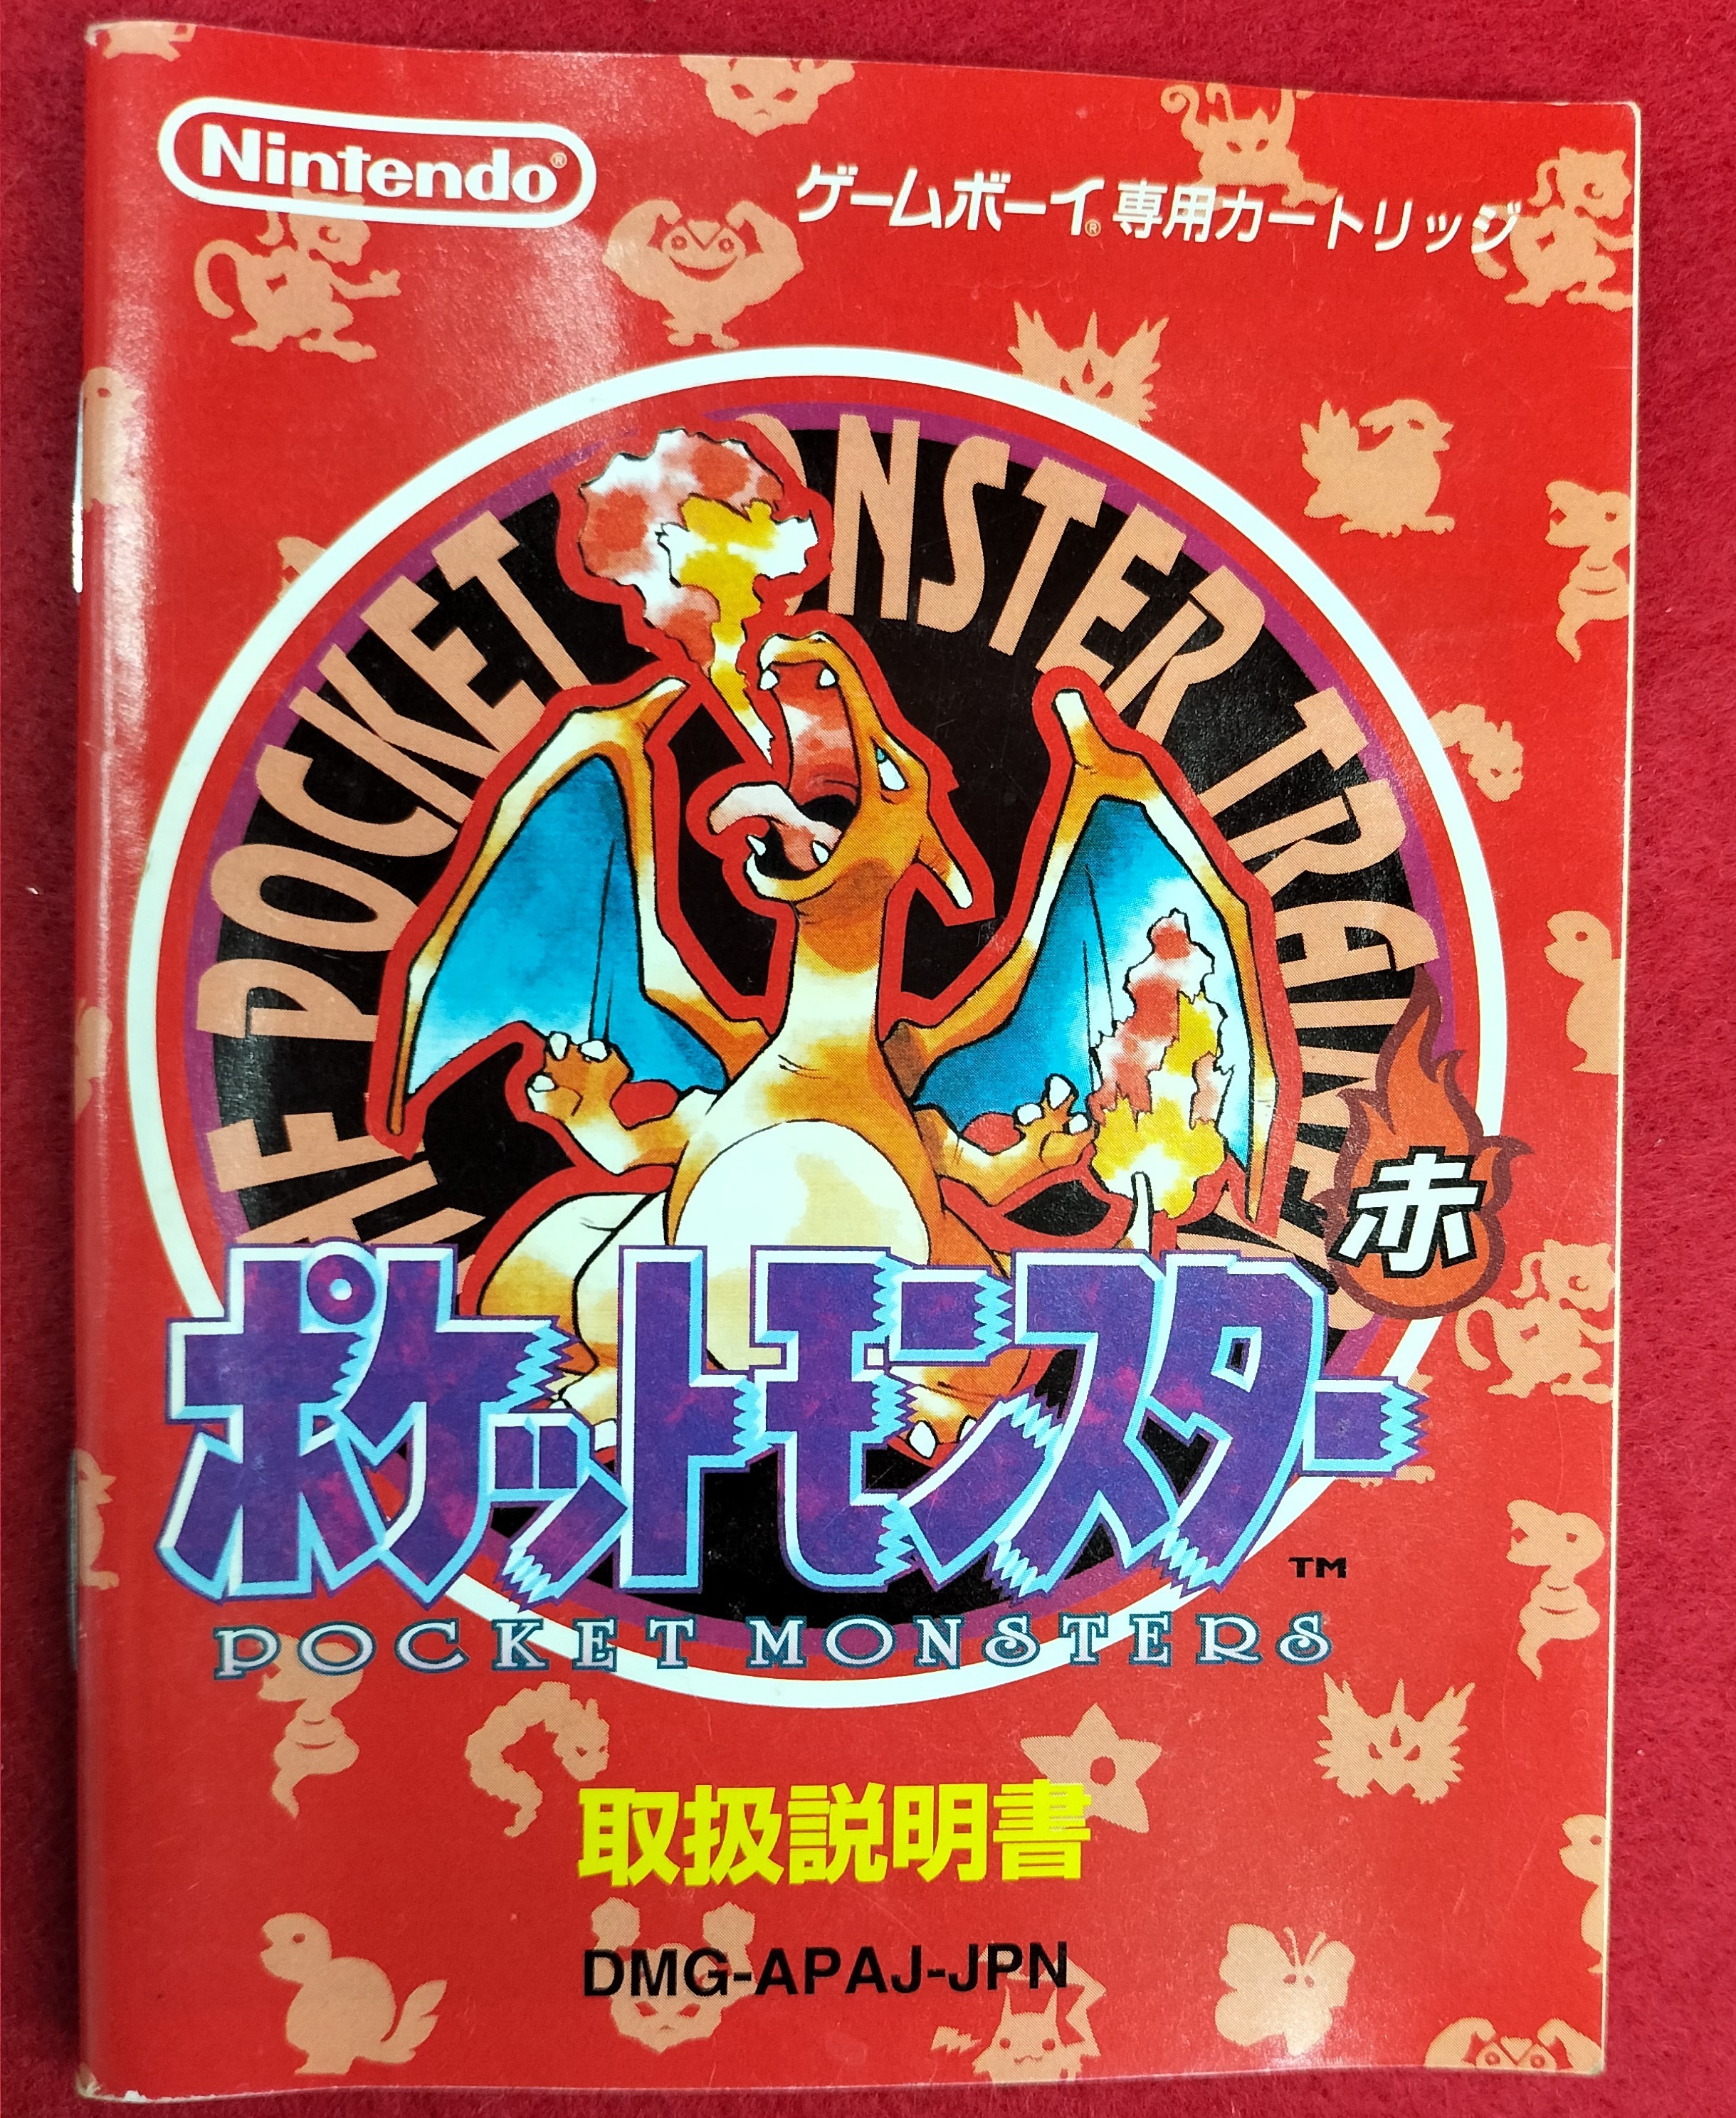 Nintendo®
ゲームボーイ® 専用カートリッジ
POCKET MONSTER TRAINER
赤
ポケットモンスター
TM
POCKET MONSTERS
取扱説明書
DMG-APAJ-JPN